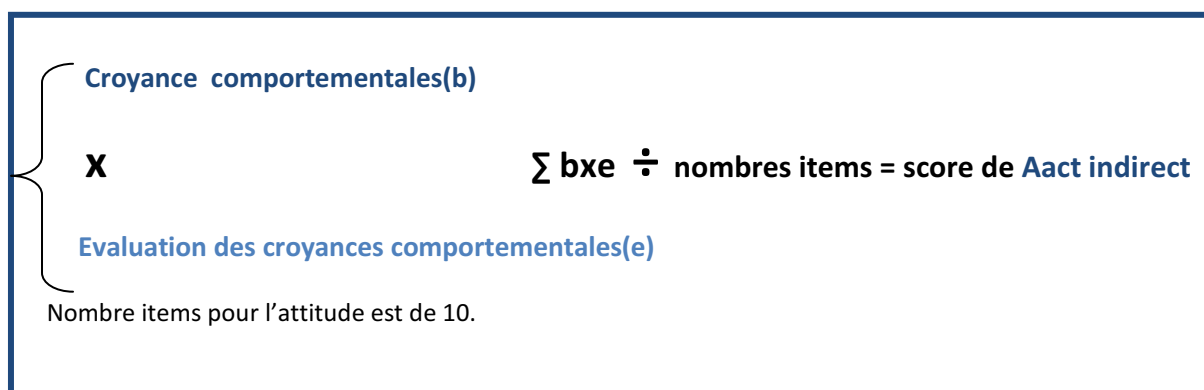 Croyance comportementales(b)
x ∑ bxe ÷ nombres items = score de Aact indirect
Evaluation des croyances comportementales(e)
Nombre items pour l'attitude est de 10.